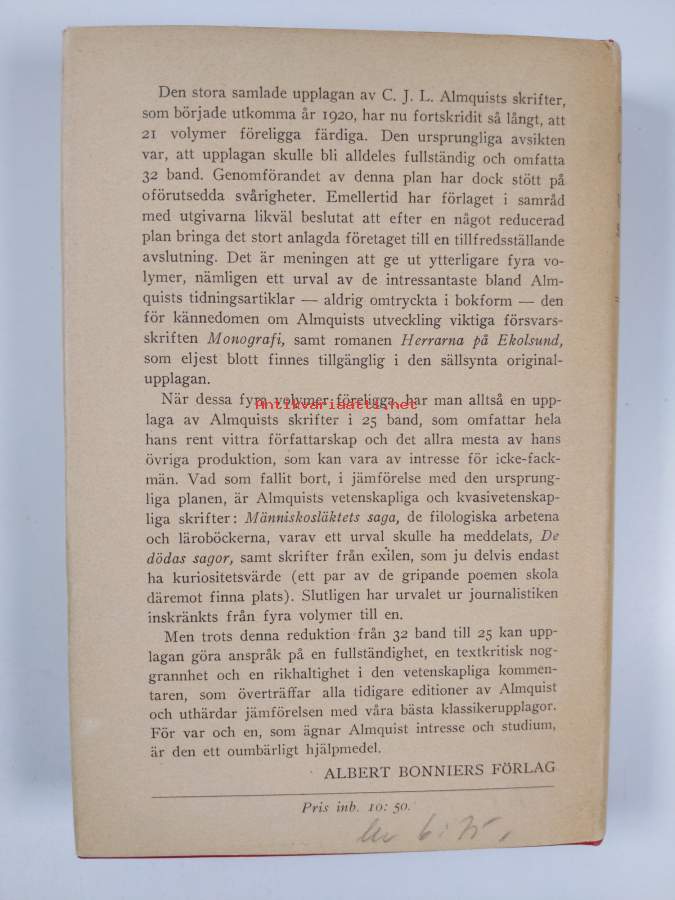 Den stora samlade upplagan av C. J. L. Almquists skrifter,
som började utkomma år 1920, har nu fortskridit så långt, att
21 volymer föreligga färdiga. Den ursprungliga avsikten
var, att upplagan skulle bli alldeles fullständig och omfatta
32 band. Genomförandet av denna plan har dock stött på
oförutsedda svårigheter. Emellertid har förlaget i samråd
med utgivarna likväl beslutat att efter en något reducerad
plan bringa det stort anlagda företaget till en tillfredsställande
avslutning. Det är meningen att ge ut ytterligare fyra vo-
lymer, nämligen ett urval av de intressantaste bland Alm-
quists tidningsartiklar — aldrig omtryckta i bokform — den
för kännedomen om Almquists utveckling viktiga försvars-
skriften Monografi, samt romanen Herrarna på Ekolsund,
som eljest blott finnes tillgänglig i den sällsynta original-
upplagan.
När dessa fyra volymer föreligga, har man alltså en upp-
Antikvariaatti.net
laga av Almquists skrifter i 25 band, som omfattar hela
hans rent vittra författarskap och det allra mesta av hans
övriga produktion, som kan vara av intresse för icke-fack-
män. Vad som fallit bort, i jämförelse med den ursprung-
liga planen, är Almquists vetenskapliga och kvasivetenskap-
liga skrifter: Människosläktets saga, de filologiska arbetena
och läroböckerna, varav ett urval skulle ha meddelats, De
dödas sagor, samt skrifter från exilen, som ju delvis endast
ha kuriositetsvärde (ett par av de gripande poemen skola
däremot finna plats). Slutligen har urvalet ur journalistiken
inskränkts från fyra volymer till en.
Men trots denna reduktion från 32 band till 25 kan upp-
lagan göra anspråk på en fullständighet, en textkritisk nog-
grannhet och en rikhaltighet i den vetenskapliga kommen-
taren, som överträffar alla tidigare editioner av Almquist
och uthärdar jämförelsen med våra bästa klassikerupplagor.
För var och en, som ägnar Almquist intresse och studium,
är den ett oumbärligt hjälpmedel.
ALBERT BONNIERS FÖRLAG
Pris inb. 10: 50.